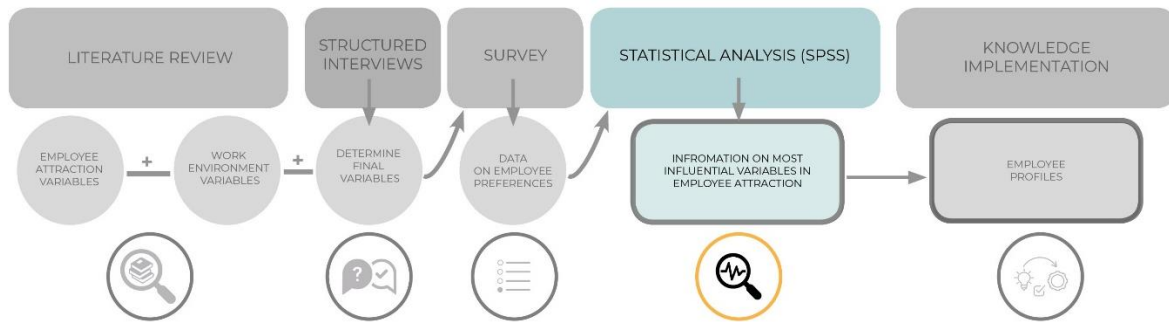 LITERATURE REVIEW
STRUCTURED
INTERVIEWS
SURVEY
STATISTICAL ANALYSIS (SPSS)
KNOWLEDGE
IMPLEMENTATION
EMPLOYEE
ATTRACTION
VARIABLES
+
WORK
ENVIRONMENT
VARIABLES
+
DETERMINE
FINAL
VARIABLES
DATA
ON EMPLOYEE
PREFERENCES
INFROMATION ON MOST
INFLUENTIAL VARIABLES IN
EMPLOYEE ATTRACTION
EMPLOYEE
PROFILES
?